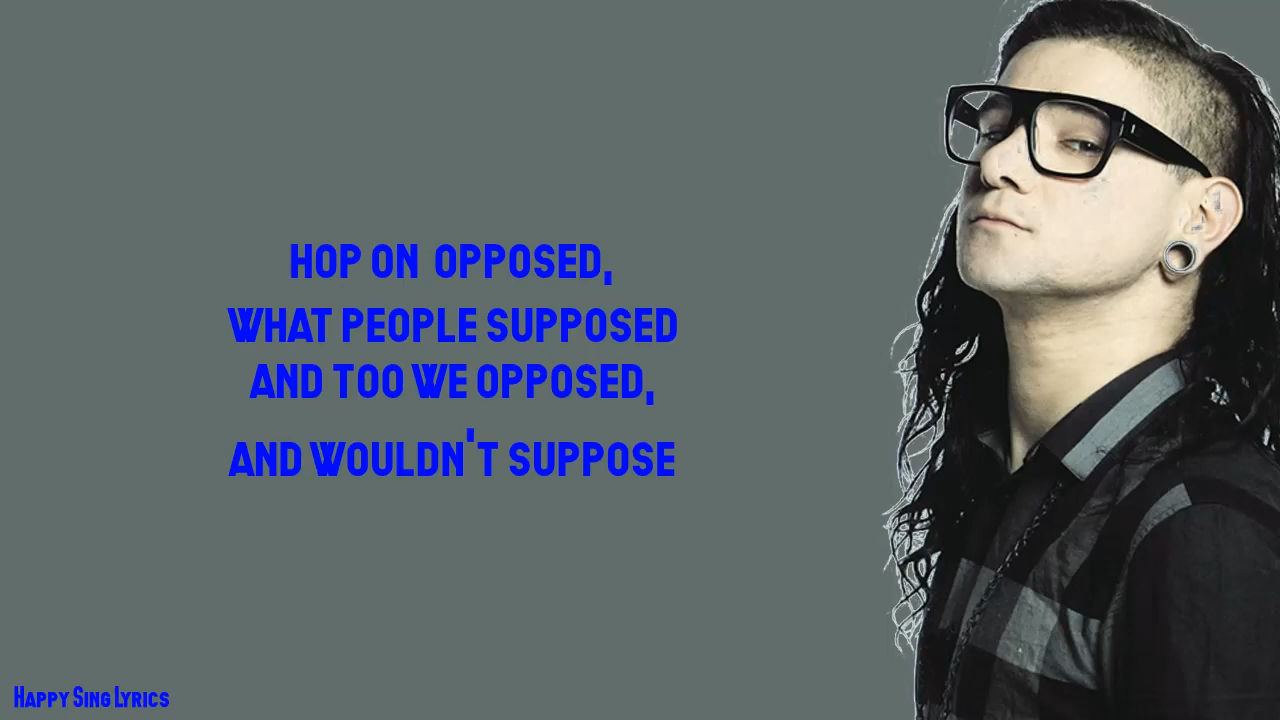 HOP ON OPPOSED,
WHAT PEOPLE SUPPOSED
AND TOO WE OPPOSED,
AND WOULDN'T SUPPOSE
HAPPY SING LYRICS